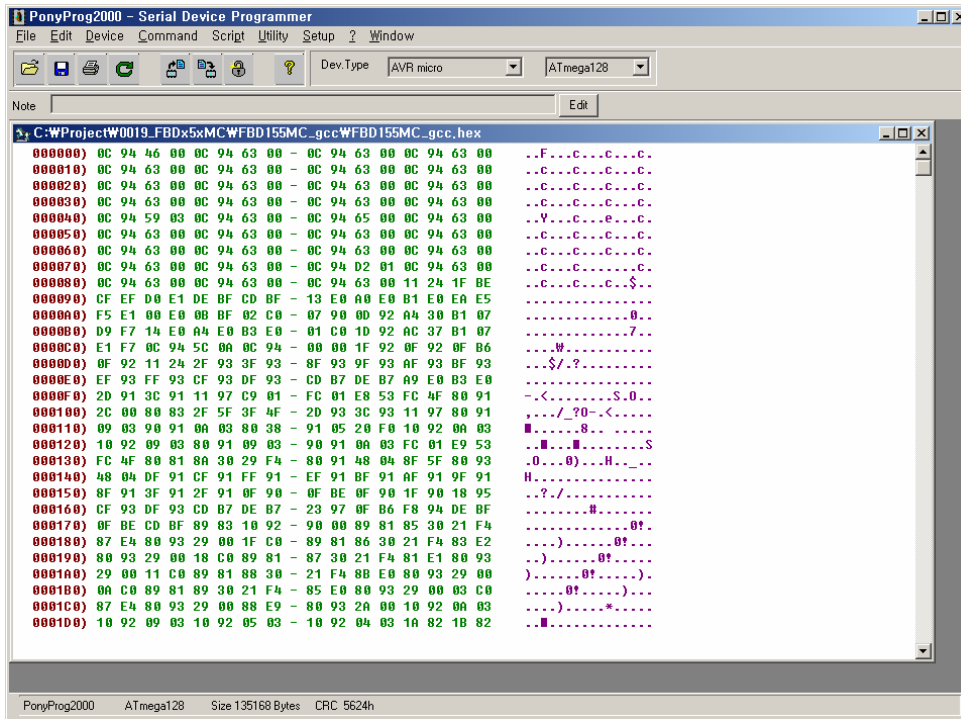 PonyProg2000 - Serial Device Programmer
File Edit Device Command Script Utility Setup ? Window
Dev.Type AVR micro ATmega128
Note Edit
C:₩Project₩0019_FBDx5xMC₩FBD155MC_gcc₩FBD155MC_gcc.hex
000000) 0C 94 46 00 0C 94 63 00 - 0C 94 63 00 0C 94 63 00 ..F...c...c...c.
000010) 0C 94 63 00 0C 94 63 00 - 0C 94 63 00 0C 94 63 00 ..c...c...c...c.
000020) 0C 94 63 00 0C 94 63 00 - 0C 94 63 00 0C 94 63 00 ..c...c...c...c.
000030) 0C 94 63 00 0C 94 63 00 - 0C 94 63 00 0C 94 63 00 ..c...c...c...c.
000040) 0C 94 59 03 0C 94 63 00 - 0C 94 65 00 0C 94 63 00 ..Y...c...e...c.
000050) 0C 94 63 00 0C 94 63 00 - 0C 94 63 00 0C 94 63 00 ..c...c...c...c.
000060) 0C 94 63 00 0C 94 63 00 - 0C 94 63 00 0C 94 63 00 ..c...c...c...c.
000070) 0C 94 63 00 0C 94 63 00 - 0C 94 D2 01 0C 94 63 00 ..c...c.......c.
000080) 0C 94 63 00 0C 94 63 00 - 0C 94 63 00 11 24 1F BE ..c...c...c..$..
000090) CF EF D0 E1 DE BF CD BF - 13 E0 A0 E0 B1 E0 EA E5 ................
0000A0) F5 E1 00 E0 0B BF 02 C0 - 07 90 0D 92 A4 30 B1 07 .............0..
0000B0) D9 F7 14 E0 A4 E0 B3 E0 - 01 C0 1D 92 AC 37 B1 07 .............7..
0000C0) E1 F7 0C 94 5C 0A 0C 94 - 00 00 1F 92 0F 92 0F B6 ....₩...........
0000D0) 0F 92 11 24 2F 93 3F 93 - 8F 93 9F 93 AF 93 BF 93 ...$/.?.........
0000E0) EF 93 FF 93 CF 93 DF 93 - CD B7 DE B7 A9 E0 B3 E0 ................
0000F0) 2D 91 3C 91 11 97 C9 01 - FC 01 E8 53 FC 4F 80 91 -.<........S.O..
000100) 2C 00 80 83 2F 5F 3F 4F - 2D 93 3C 93 11 97 80 91 ,.../_?O-.<.....
000110) 09 03 90 91 0A 03 80 38 - 91 05 20 F0 10 92 0A 03 .......8.. .....
000120) 10 92 09 03 80 91 09 03 - 90 91 0A 03 FC 01 E9 53 ...............S
000130) FC 4F 80 81 8A 30 29 F4 - 80 91 48 04 8F 5F 80 93 .O...0)...H.._..
000140) 48 04 DF 91 CF 91 FF 91 - EF 91 BF 91 AF 91 9F 91 H...............
000150) 8F 91 3F 91 2F 91 0F 90 - 0F BE 0F 90 1F 90 18 95 ..?./...........
000160) CF 93 DF 93 CD B7 DE B7 - 23 97 0F B6 F8 94 DE BF ........#.......
000170) 0F BE CD BF 89 83 10 92 - 90 00 89 81 85 30 21 F4 .............0!.
000180) 87 E4 80 93 29 00 1F C0 - 89 81 86 30 21 F4 83 E2 ....)......0!...
000190) 80 93 29 00 18 C0 89 81 - 87 30 21 F4 81 E1 80 93 ..)......0!.....
0001A0) 29 00 11 C0 89 81 88 30 - 21 F4 8B E0 80 93 29 00 )......0!.....).
0001B0) 0A C0 89 81 89 30 21 F4 - 85 E0 80 93 29 00 03 C0 .....0!.....)...
0001C0) 87 E4 80 93 29 00 88 E9 - 80 93 2A 00 10 92 0A 03 ....).....*.....
0001D0) 10 92 09 03 10 92 05 03 - 10 92 04 03 1A 82 1B 82 ................
PonyProg2000 ATmega128 Size 135168 Bytes CRC 5624h